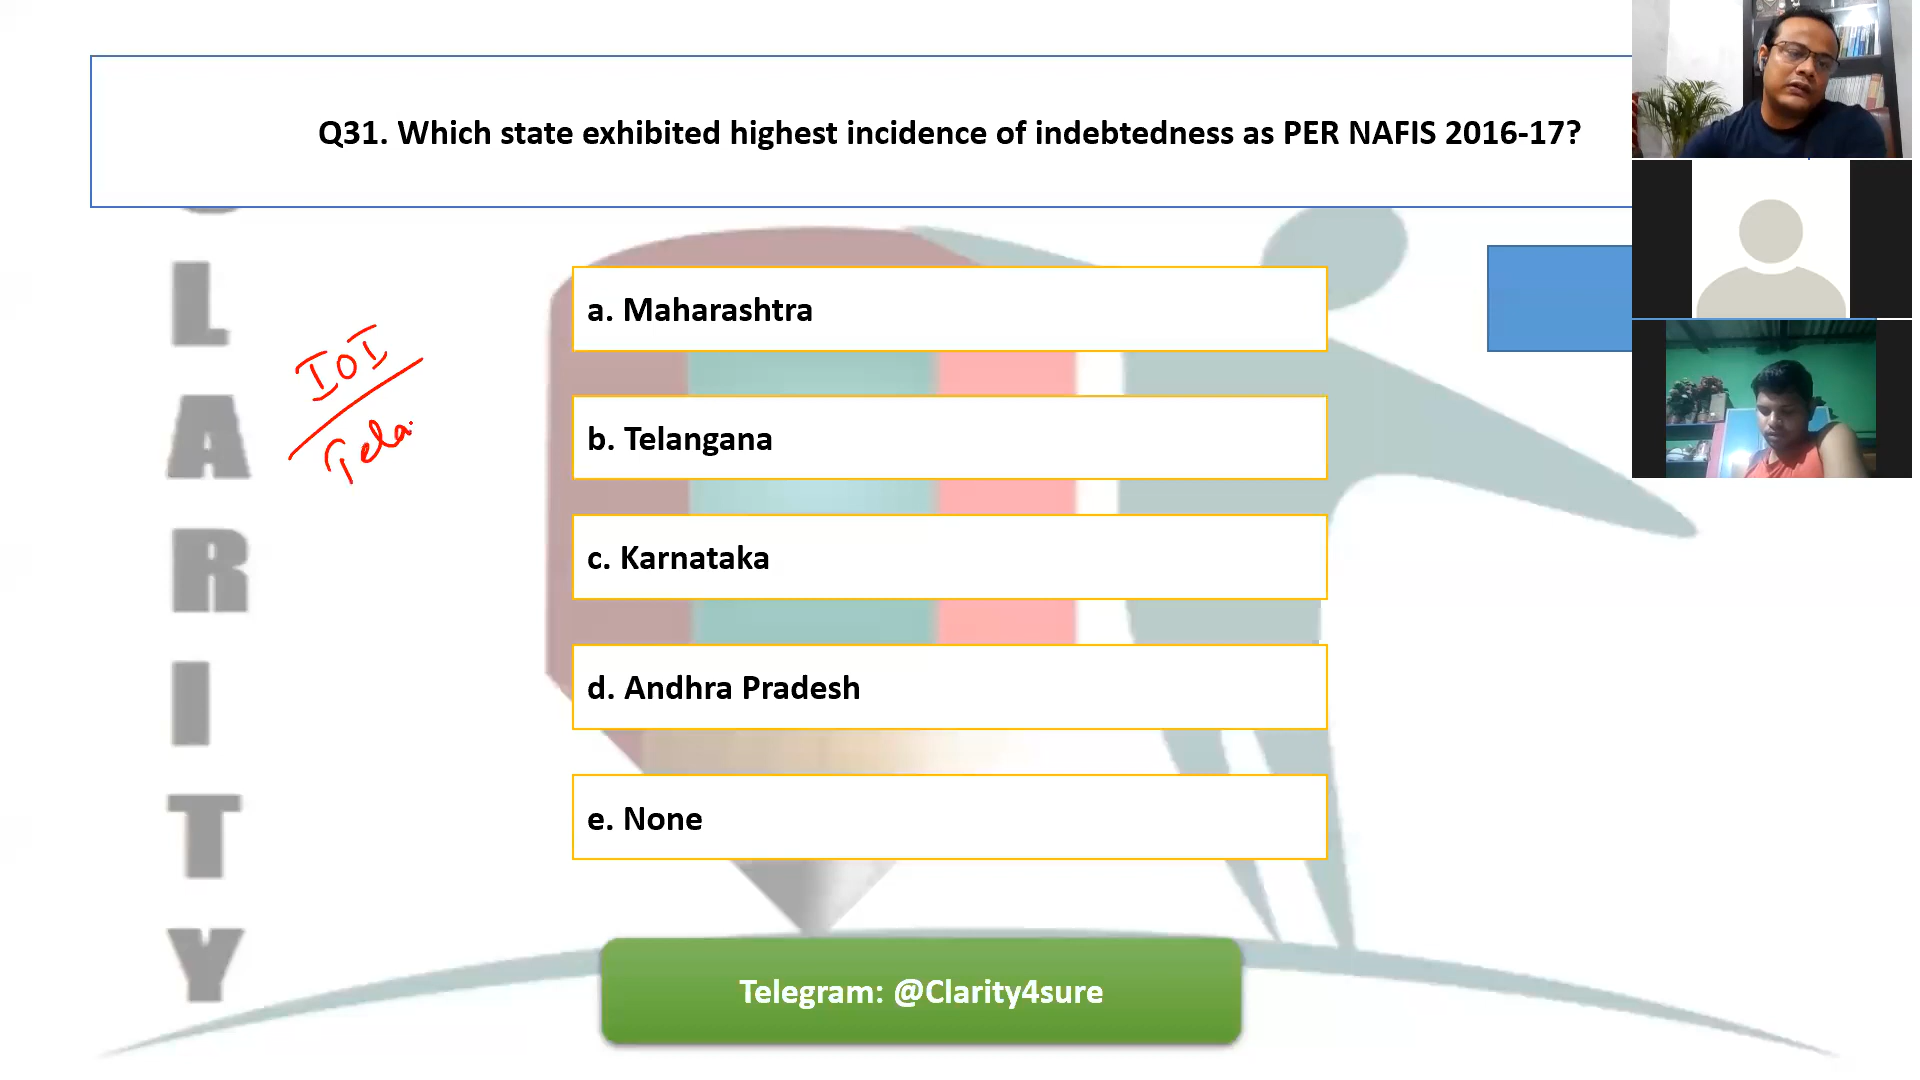 Q31. Which state exhibited highest incidence of indebtedness as PER NAFIS 2016-17?
a. Maharashtra
b. Telangana
c. Karnataka
d. Andhra Pradesh
e. None
IOI
Tela
L
A
R
I
T
Y
Telegram: @Clarity4sure